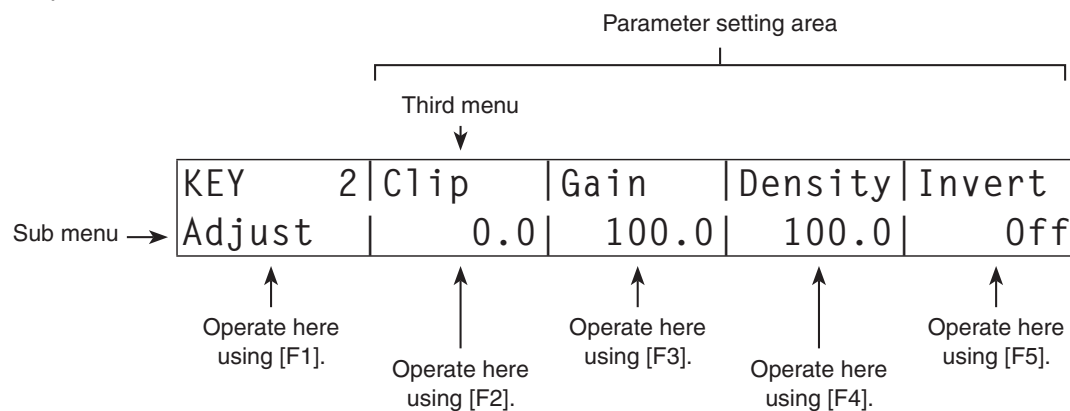 Parameter setting area
Third menu
KEY 2|Clip |Gain |Density|Invert
Sub menu
Adjust | 0.0| 100.0| 100.0| Off
Operate here
using [F1].
Operate here
using [F2].
Operate here
using [F3].
Operate here
using [F4].
Operate here
using [F5].